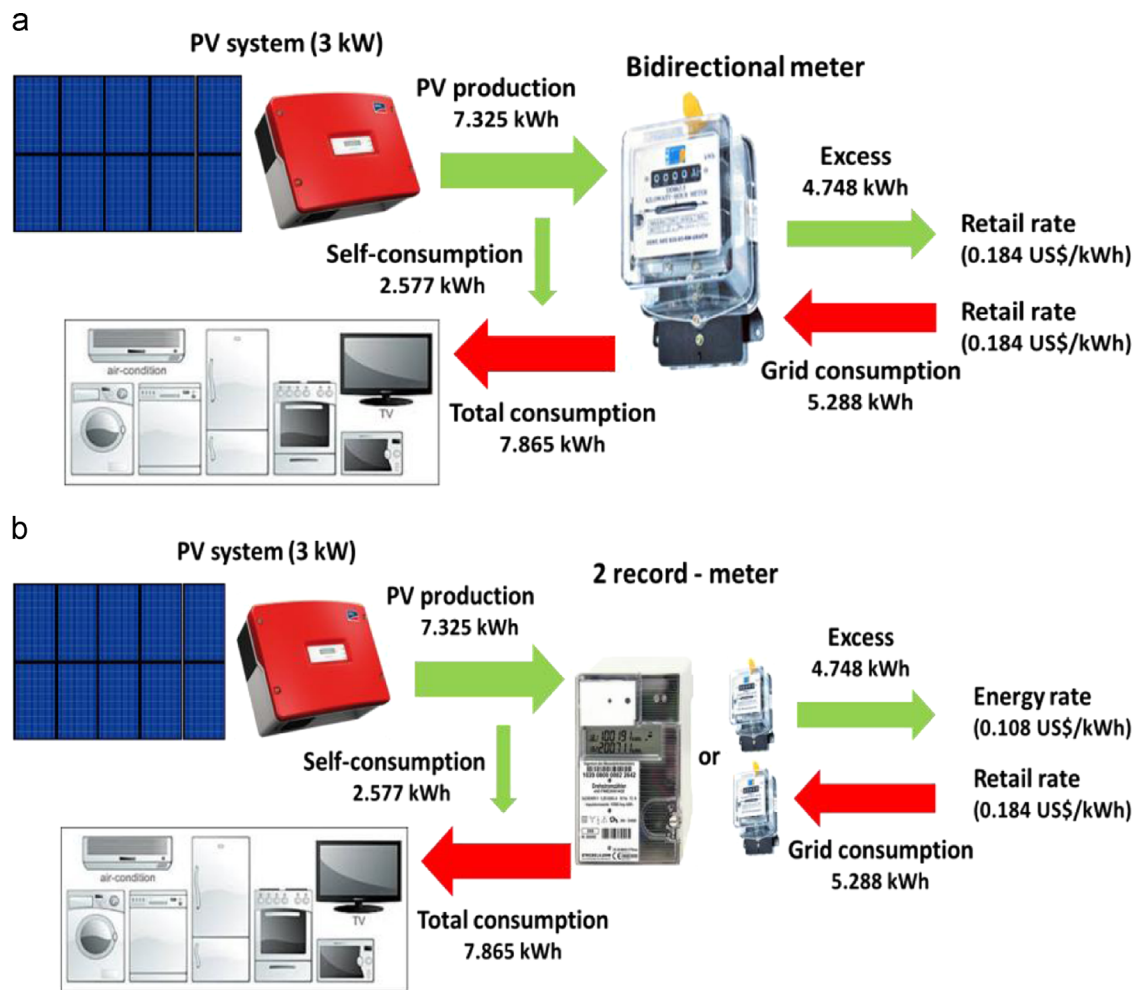 a
PV system (3 kW)
PV production
7.325 kWh
Bidirectional meter
Excess
4.748 kWh
Retail rate
(0.184 US$/kWh)
Self-consumption
2.577 kWh
Retail rate
(0.184 US$/kWh)
Grid consumption
5.288 kWh
air-condition
TV
Total consumption
7.865 kWh
b
PV system (3 kW)
PV production
7.325 kWh
2 record - meter
Excess
4.748 kWh
Energy rate
(0.108 US$/kWh)
or
Self-consumption
2.577 kWh
Retail rate
(0.184 US$/kWh)
Grid consumption
5.288 kWh
air-condition
TV
Total consumption
7.865 kWh